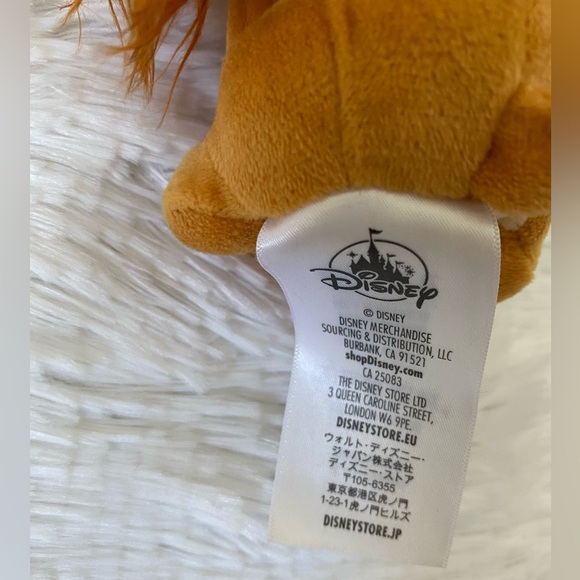 DISNEY
© DISNEY
DISNEY MERCHANDISE
SOURCING & DISTRIBUTION, LLC
BURBANK, CA 91521
shopDisney.com
CA 25083
THE DISNEY STORE LTD
3 QUEEN CAROLINE STREET,
LONDON W6 9PE.
DISNEYSTORE.EU
ウォルト・ディズニー・
ジャパン株式会社
ディズニー・ストア
〒105-6355
東京都港区虎ノ門
1-23-1虎ノ門ヒルズ
DISNEYSTORE.JP